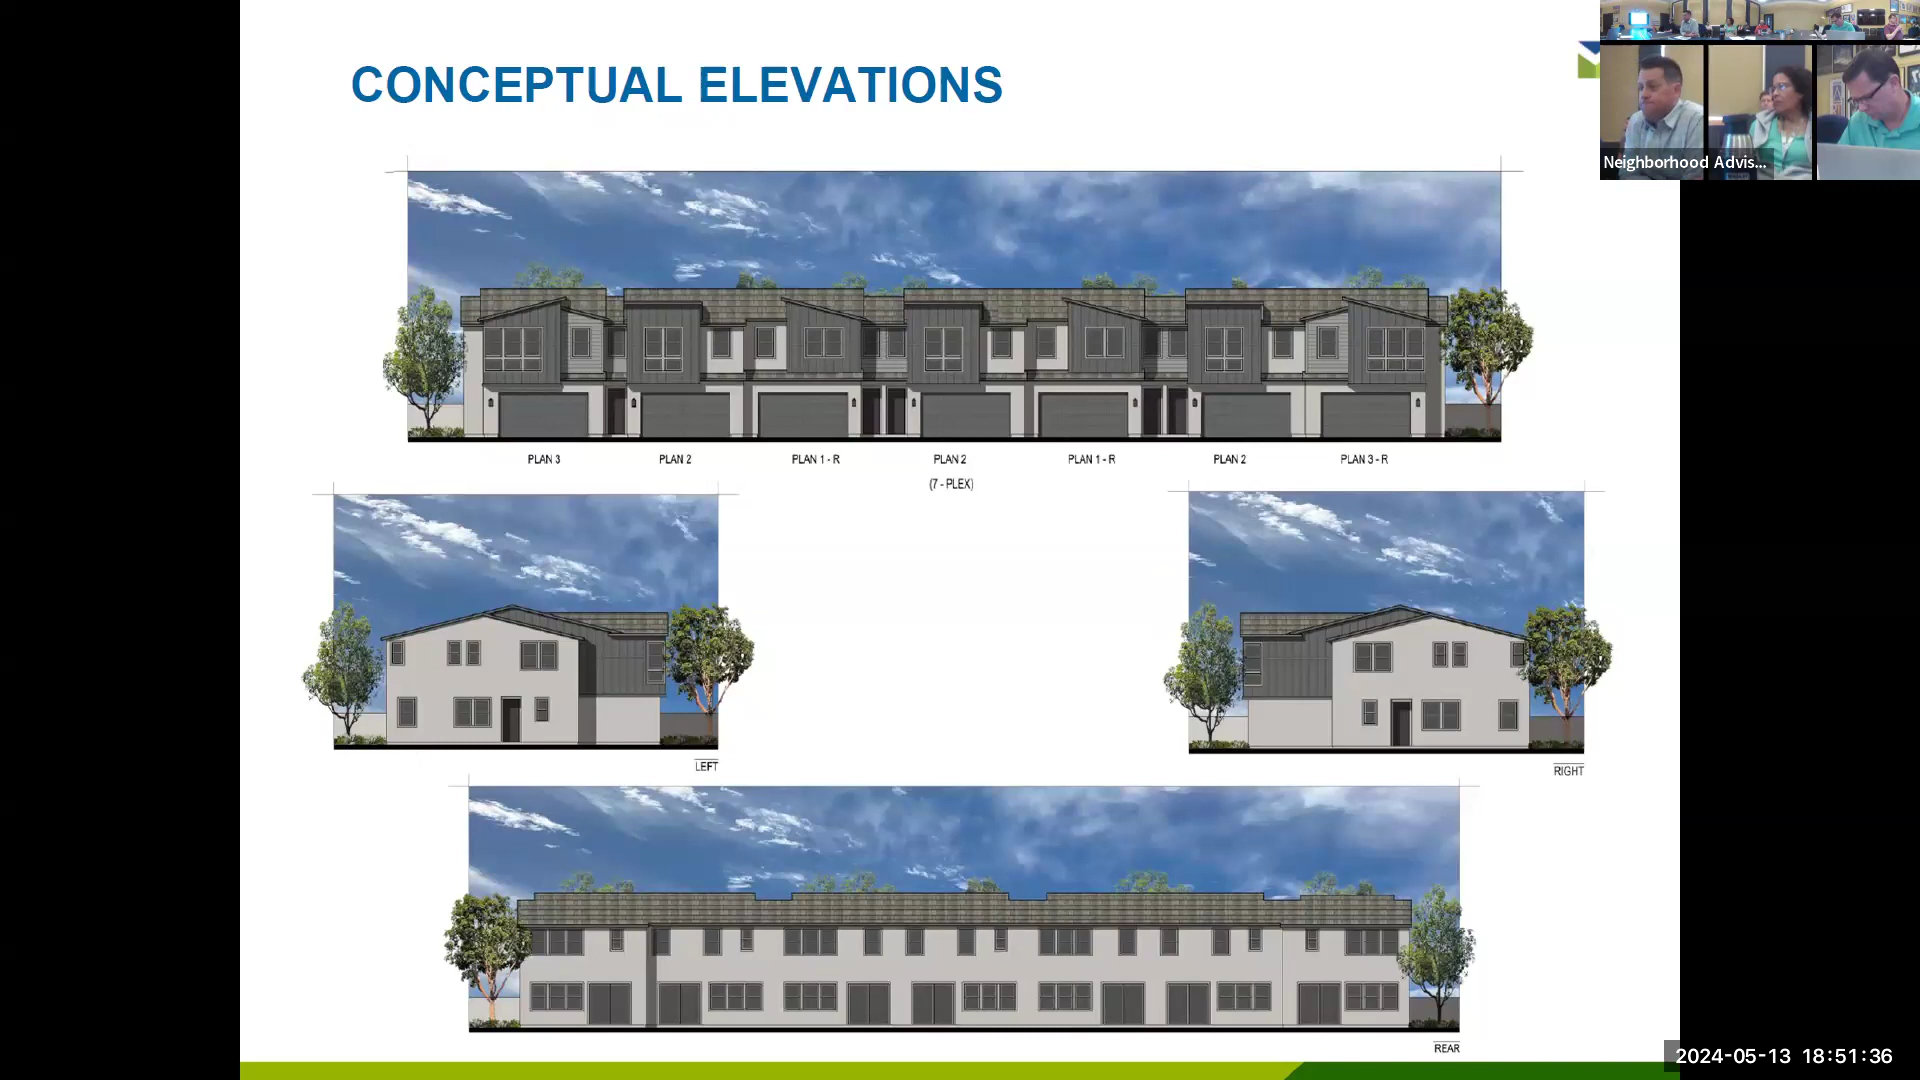 CONCEPTUAL ELEVATIONS
Neighborhood Advis...
PLAN 3 PLAN 2 PLAN 1 - R PLAN 2 PLAN 1 - R PLAN 2 PLAN 3 - R
(7 - PLEX)
LEFT
RIGHT
REAR
2024-05-13 18:51:36